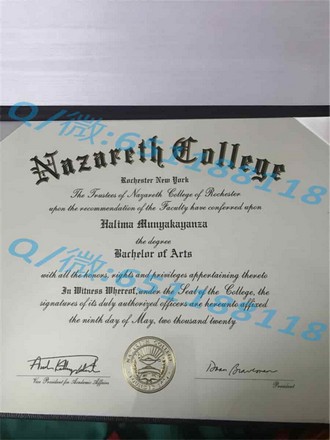 Nazareth College
Rochester New York
The Trustees of Nazareth College of Rochester
upon the recommendation of the Faculty have conferred upon
Halima Munyakayanza
the degree
Bachelor of Arts
with all the honors, rights and privileges appertaining thereto
In Witness Whereof, under the Seal of the College, the
signatures of its duly authorized officers are hereunto affixed
the ninth day of May, two thousand twenty
Vice President for Academic Affairs
President